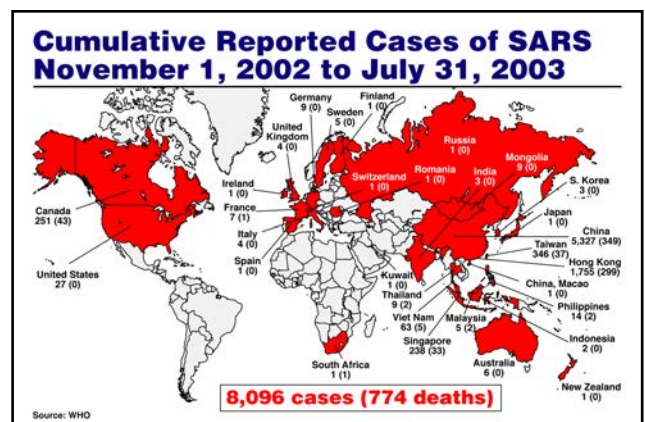 Cumulative Reported Cases of SARS
November 1, 2002 to July 31, 2003
Germany
9 (0)
Finland
1 (0)
Sweden
5 (0)
United
Kingdom
4 (0)
Russia
1 (0)
Mongolia
9 (0)
India
3 (0)
Romania
1 (0)
Switzerland
1 (0)
S. Korea
3 (0)
Ireland
1 (0)
France
7 (1)
Japan
1 (0)
Canada
251 (43)
China
5,327 (349)
Italy
4 (0)
Taiwan
346 (37)
Spain
1 (0)
Hong Kong
1,755 (299)
United States
27 (0)
Kuwait
1 (0)
China, Macao
1 (0)
Thailand
9 (2)
Philippines
14 (2)
Viet Nam
63 (5)
Malaysia
5 (2)
Singapore
238 (33)
Indonesia
2 (0)
South Africa
1 (1)
Australia
6 (0)
New Zealand
1 (0)
8,096 cases (774 deaths)
Source: WHO